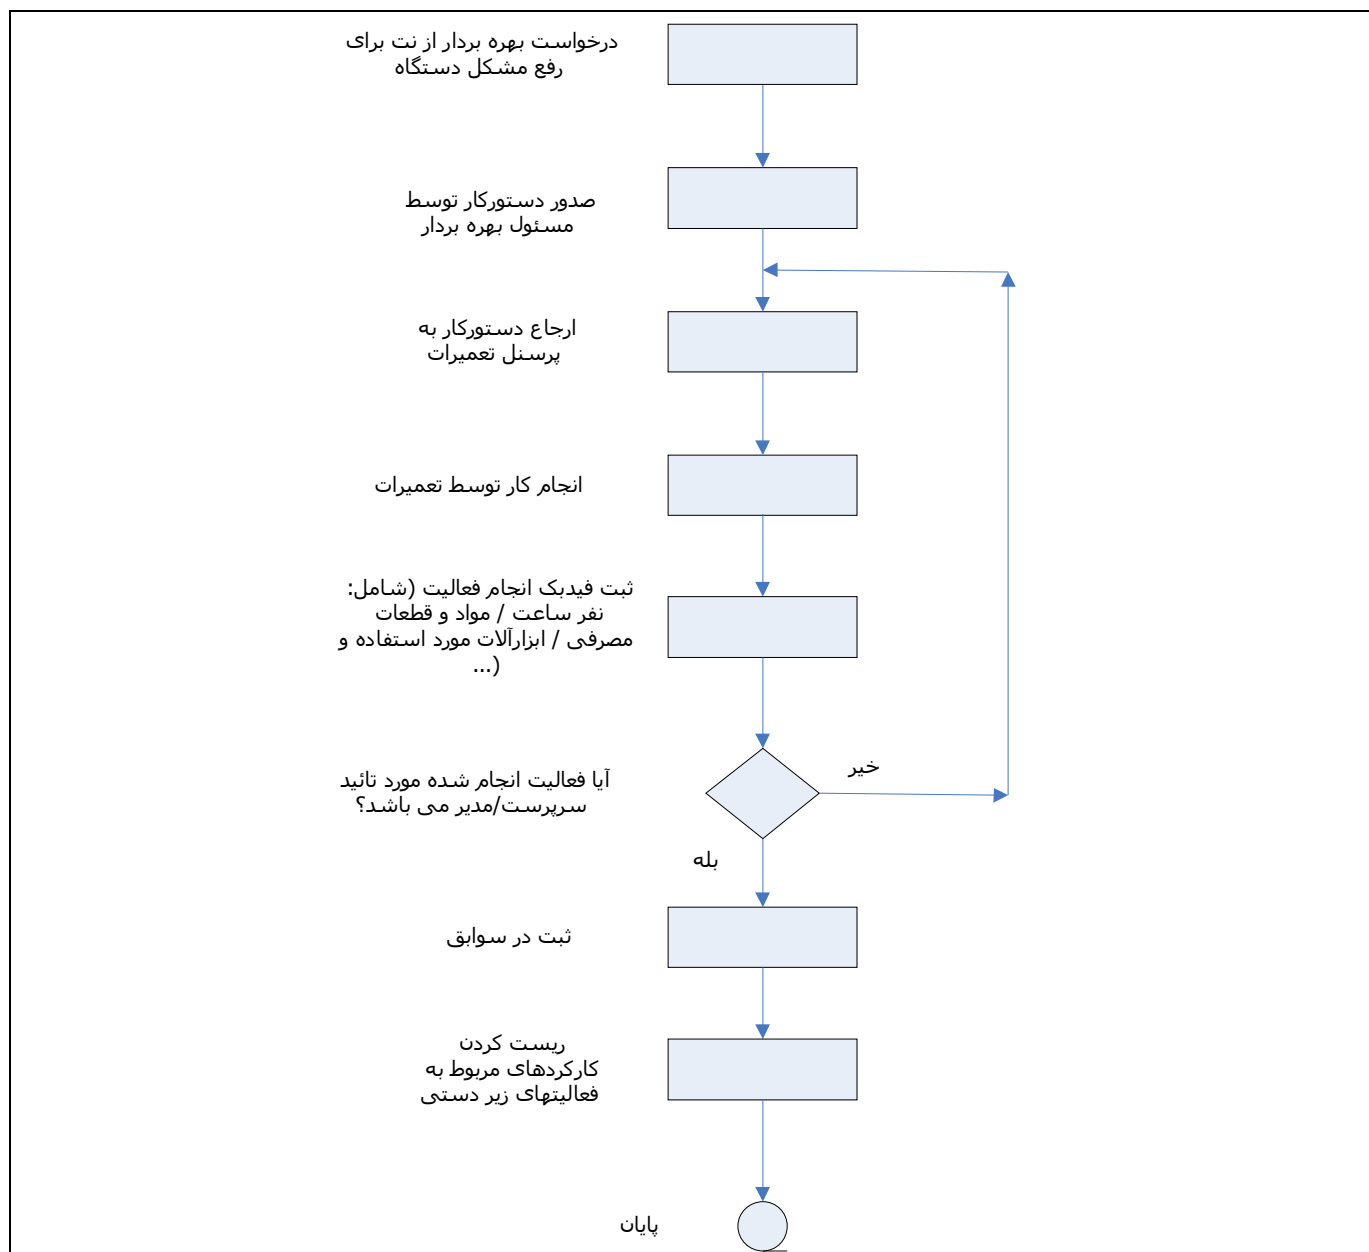 درخواست بهره بردار از نت برای
رفع مشکل دستگاه
صدور دستورکار توسط
مسئول بهره بردار
ارجاع دستورکار به
پرسنل تعمیرات
انجام کار توسط تعمیرات
ثبت فیدبک انجام فعالیت (شامل:
نفر ساعت / مواد و قطعات
مصرفی / ابزارآلات مورد استفاده و
...)
آیا فعالیت انجام شده مورد تائید
سرپرست/مدیر می باشد؟
خیر
بله
ثبت در سوابق
ریست کردن
کارکردهای مربوط به
فعالیتهای زیر دستی
پایان